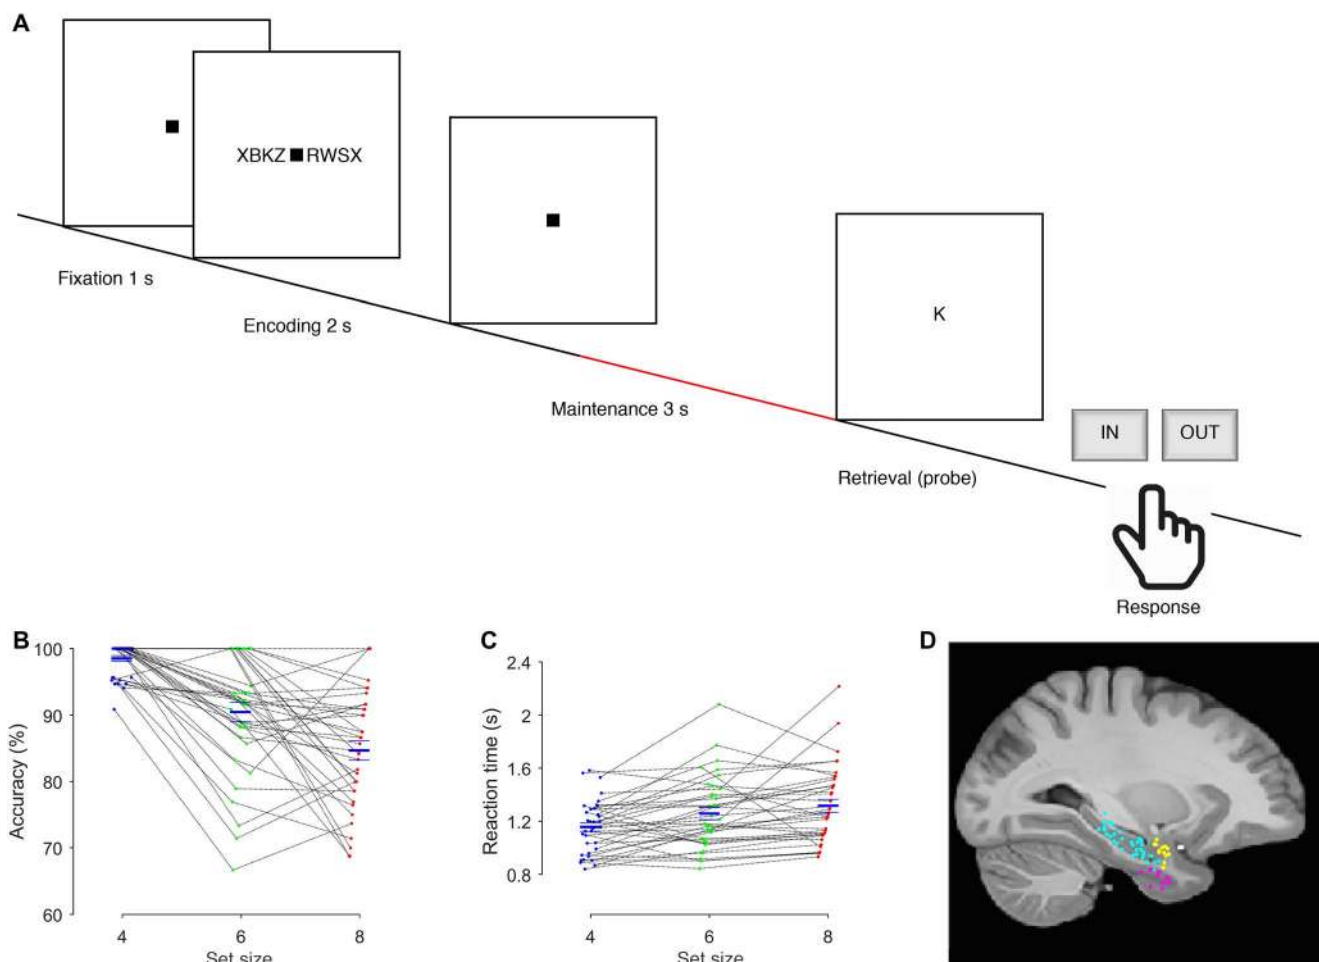 A
XBKZ ■ RWSX
Fixation 1 s
Encoding 2 s
Maintenance 3 s
K
Retrieval (probe)
IN OUT
Response
B
Accuracy (%)
100
90
80
70
60
4 6 8
Set size
C
Reaction time (s)
2.4
2
1.6
1.2
0.8
4 6 8
Set size
D